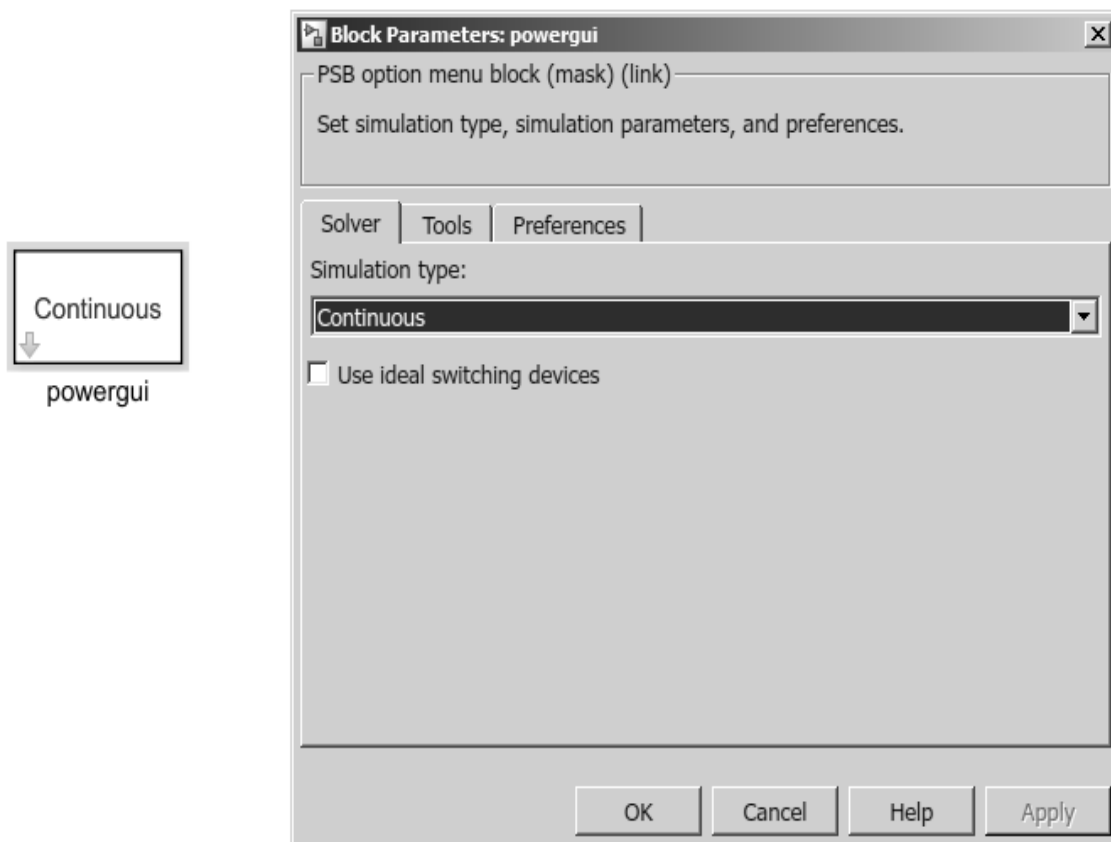 Continuous
powergui
Block Parameters: powergui
PSB option menu block (mask) (link)
Set simulation type, simulation parameters, and preferences.
Solver Tools Preferences
Simulation type:
Continuous
Use ideal switching devices
OK Cancel Help Apply